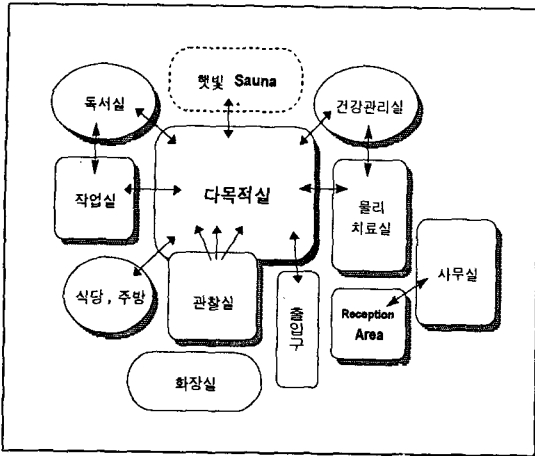 햇빛 Sauna
독서실
건강관리실
작업실
다목적실
물리
치료실
사무실
식당, 주방
관찰실
출입구
Reception
Area
화장실